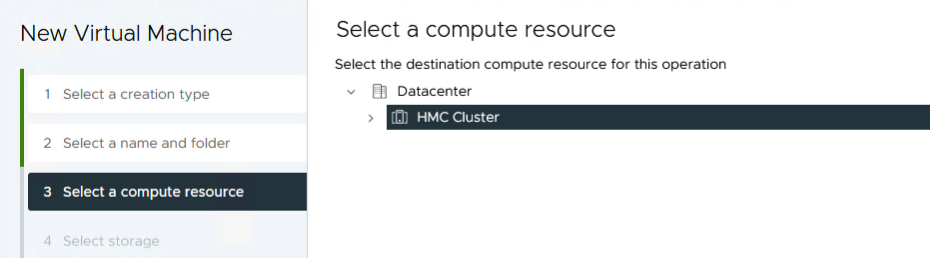 New Virtual Machine
1 Select a creation type
2 Select a name and folder
3 Select a compute resource
4 Select storage
Select a compute resource
Select the destination compute resource for this operation
Datacenter
HMC Cluster